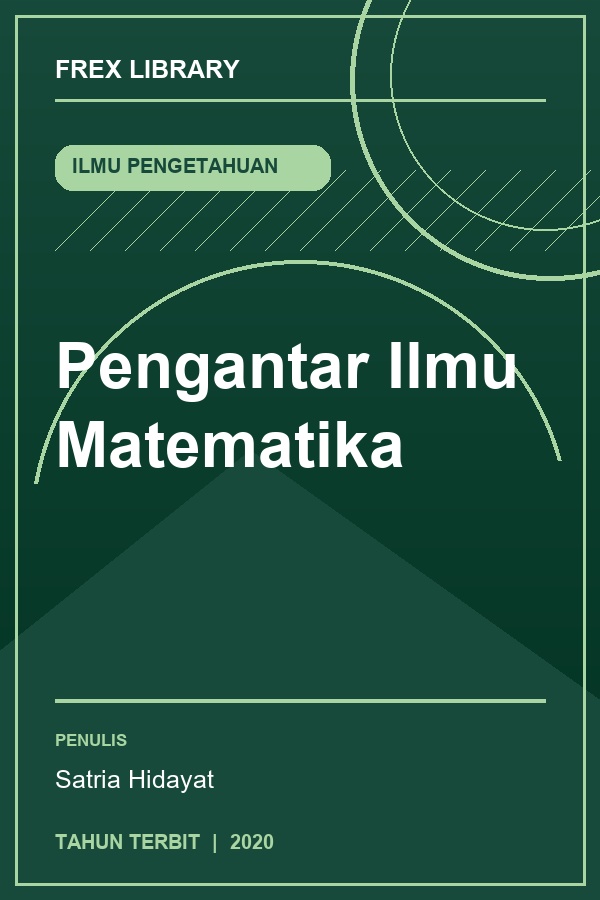 FREX LIBRARY
ILMU PENGETAHUAN
Pengantar Ilmu
Matematika
PENULIS
Satria Hidayat
TAHUN TERBIT | 2020